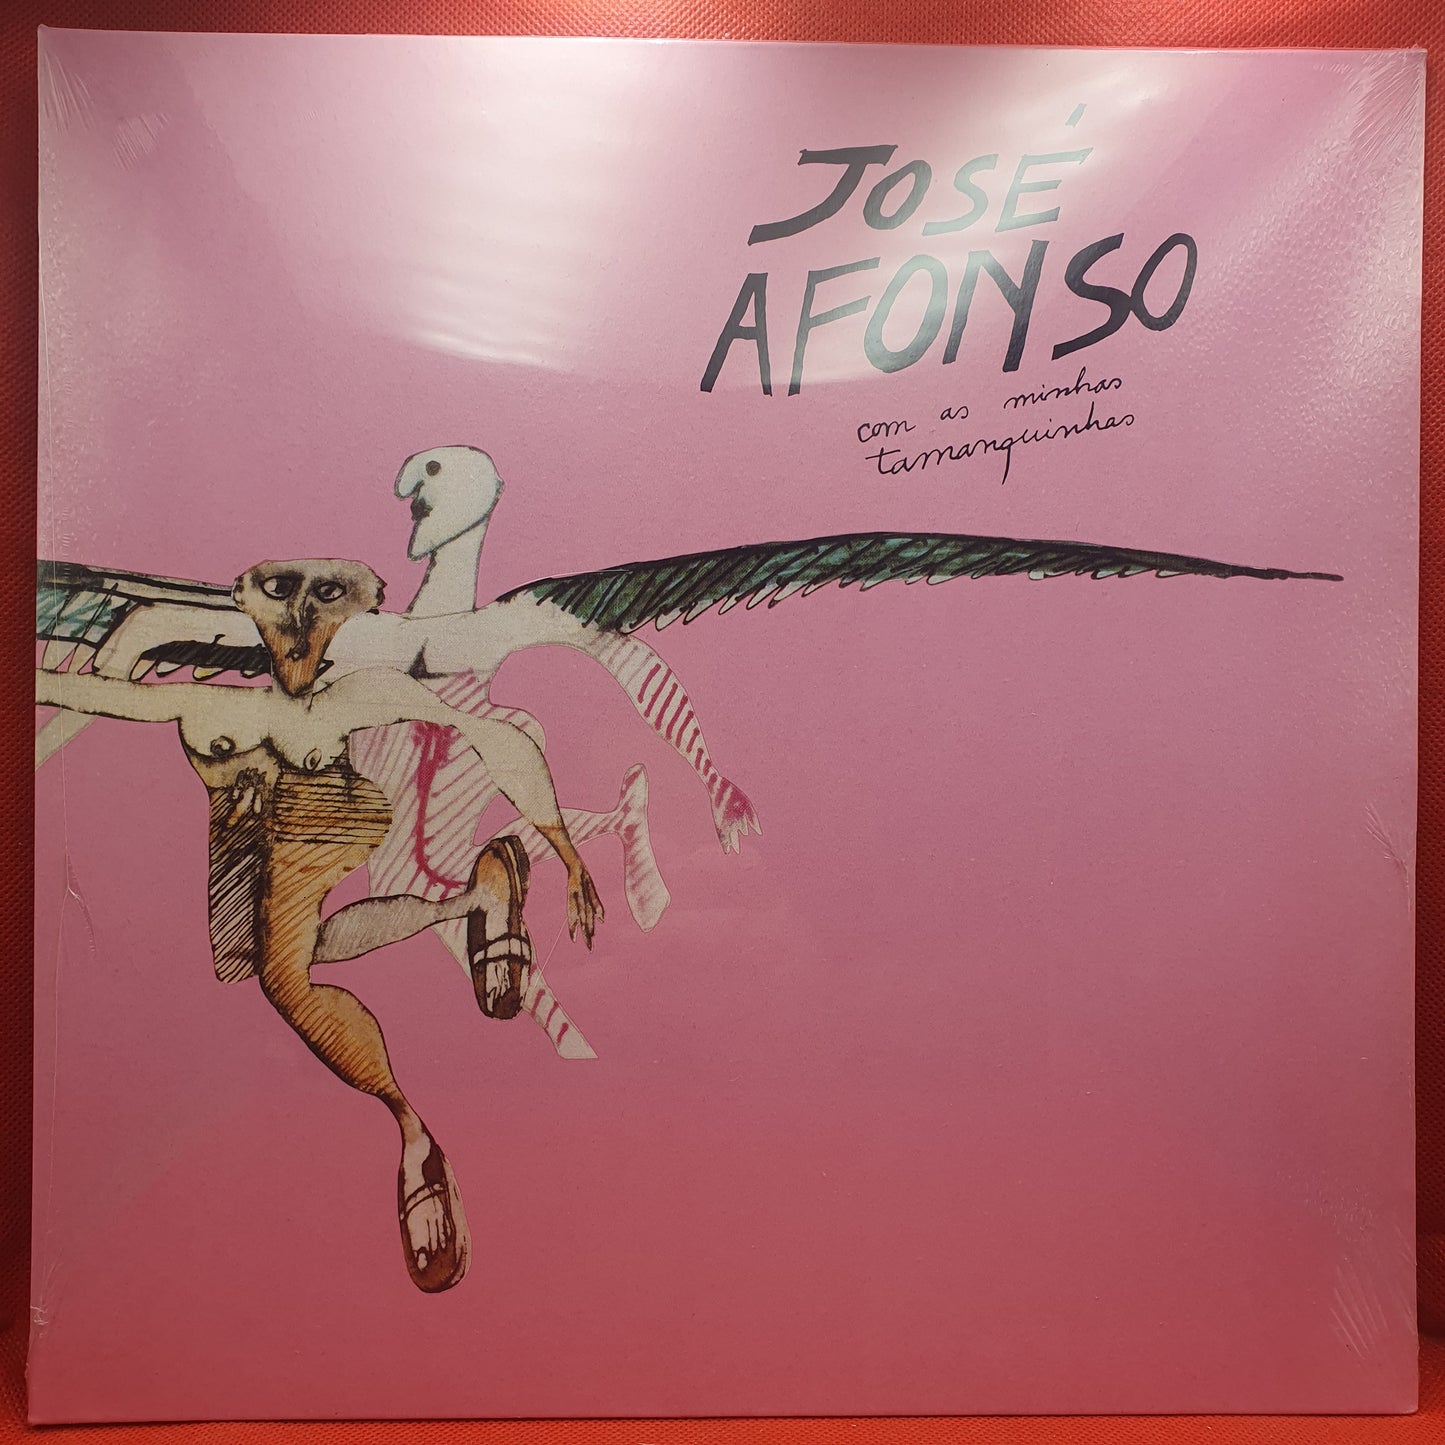 JOSÉ
AFONSO
com as minhas
tamanquinhas